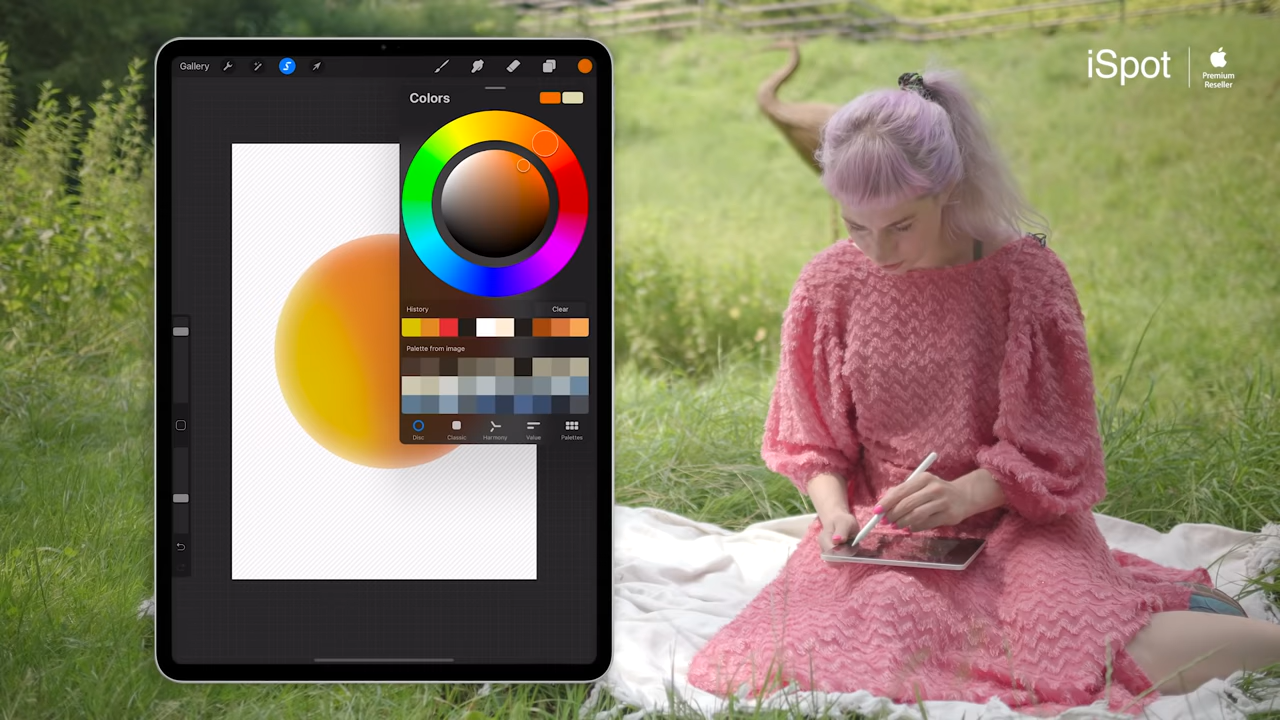 Gallery
Colors
History
Clear
Palette from image
Disc
Classic
Harmony
Value
Palettes
iSpot
Premium
Reseller